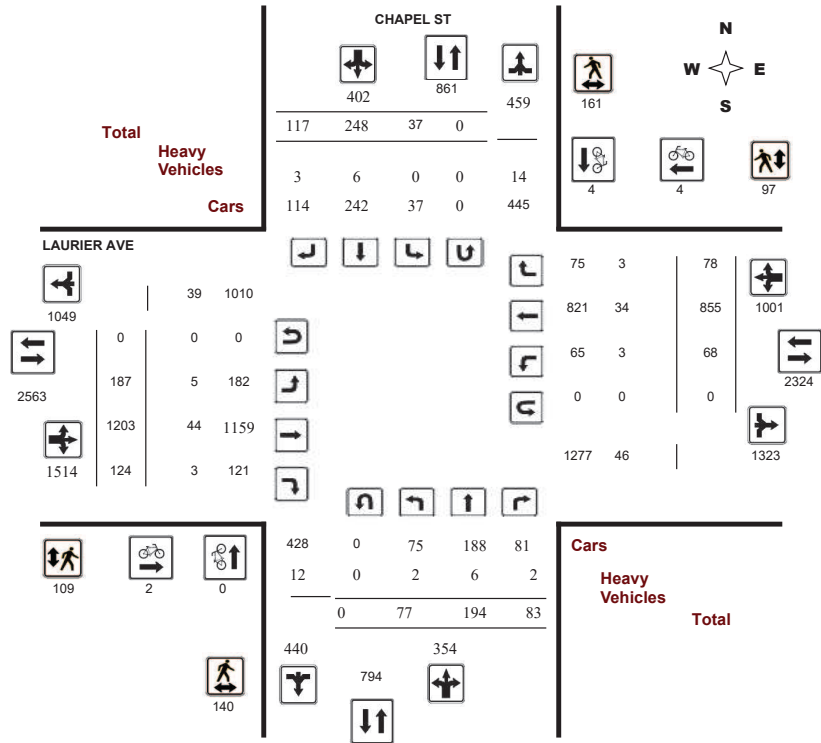 CHAPEL ST
N
W E
S
402 861 459 161
Total 117 248 37 0
Heavy
Vehicles
3 6 0 0 14
Cars 114 242 37 0 445
4 4 97
LAURIER AVE
39 1010
1049
0 0 0
2563
187 5 182
1203 44 1159
1514
124 3 121
75 3 78
821 34 855 1001
65 3 68
2324
0 0 0
1277 46 1323
109 2 0
140
428 0 75 188 81 Cars
12 0 2 6 2 Heavy
Vehicles
0 77 194 83 Total
440 354
794